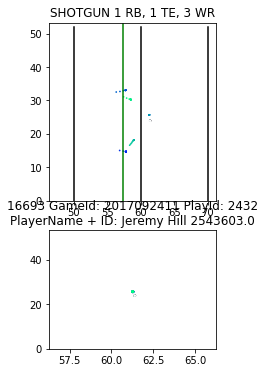 SHOTGUN 1 RB, 1 TE, 3 WR
50
40
30
20
10
0
50 55 60 65 70
16693 GameId: 2017092411 PlayId: 2432
PlayerName + ID: Jeremy Hill 2543603.0
40
20
0
57.5 60.0 62.5 65.0